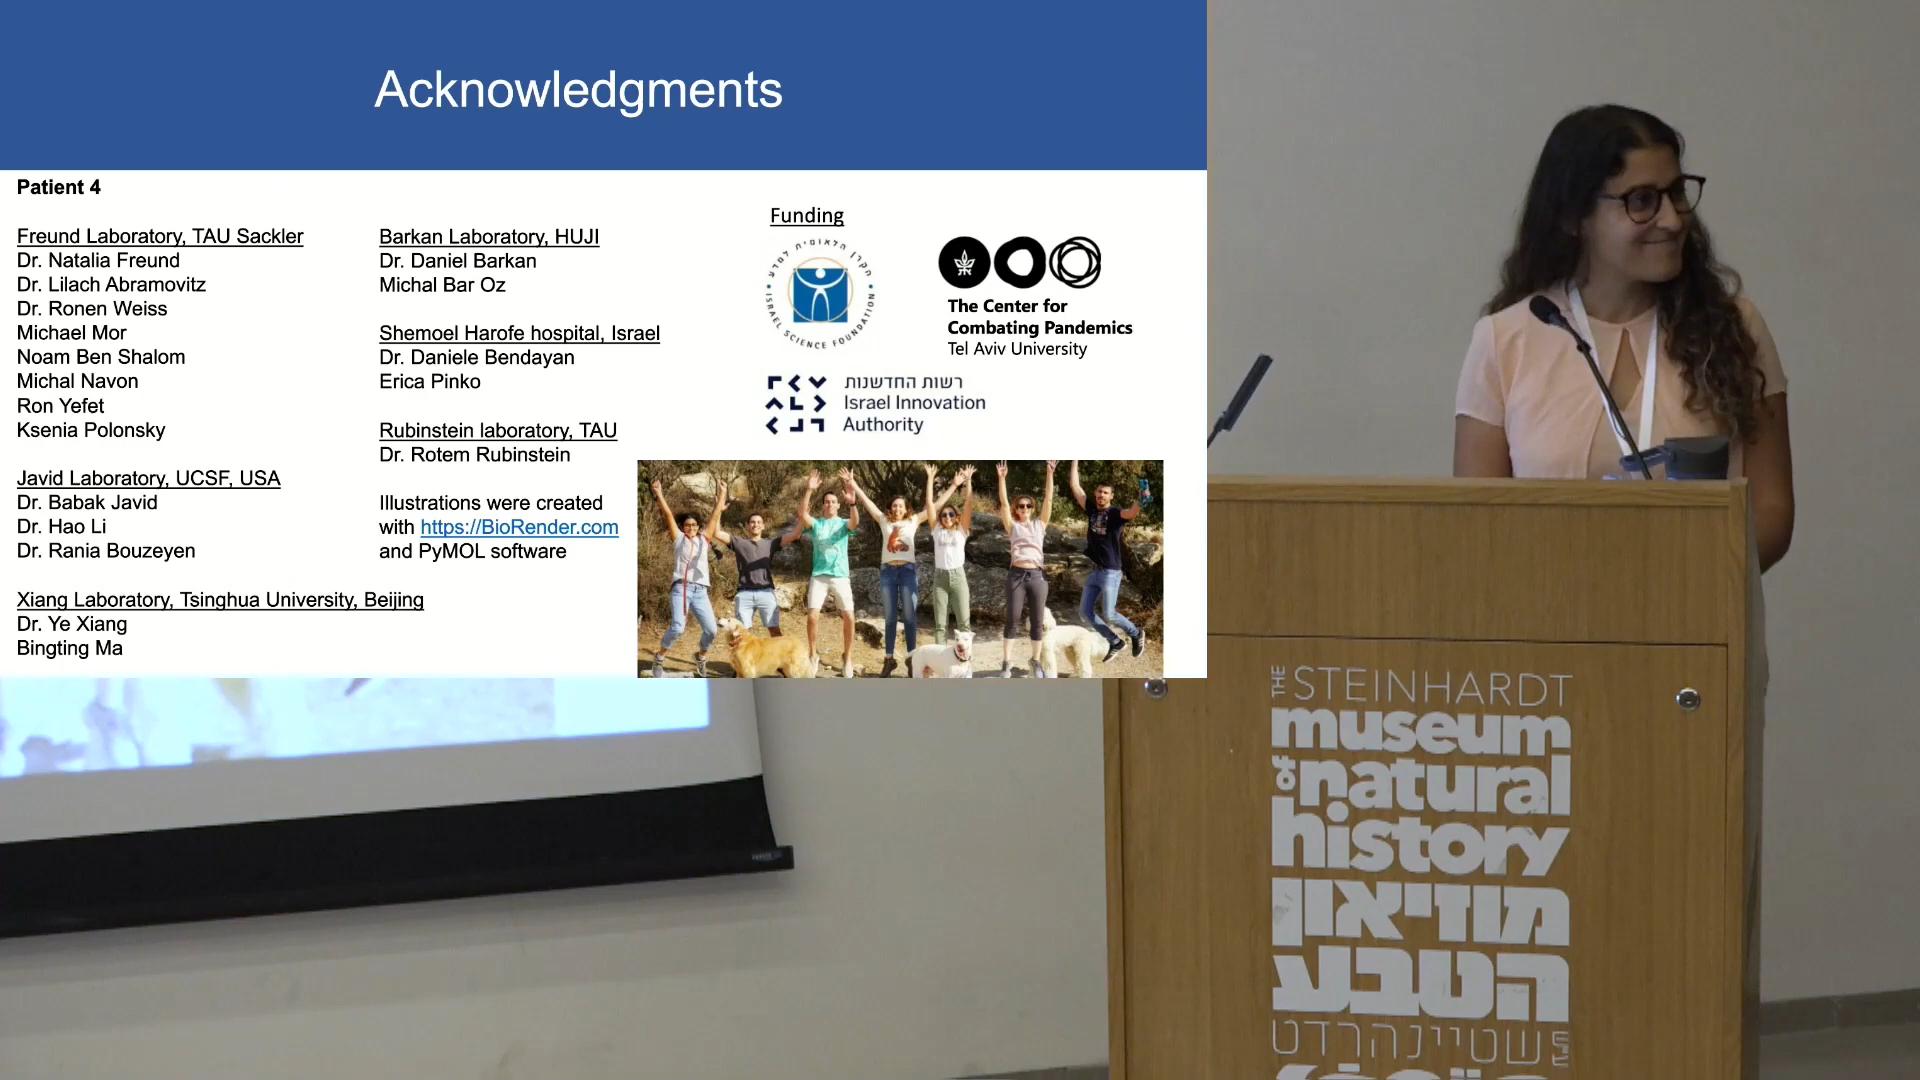 Acknowledgments
Patient 4
Freund Laboratory, TAU Sackler
Dr. Natalia Freund
Dr. Lilach Abramovitz
Dr. Ronen Weiss
Michael Mor
Noam Ben Shalom
Michal Navon
Ron Yefet
Ksenia Polonsky
Javid Laboratory, UCSF, USA
Dr. Babak Javid
Dr. Hao Li
Dr. Rania Bouzeyen
Xiang Laboratory, Tsinghua University, Beijing
Dr. Ye Xiang
Bingting Ma
Barkan Laboratory, HUJI
Dr. Daniel Barkan
Michal Bar Oz
Shemoel Harofe hospital, Israel
Dr. Daniele Bendayan
Erica Pinko
Rubinstein laboratory, TAU
Dr. Rotem Rubinstein
Illustrations were created
with https://BioRender.com
and PyMOL software
Funding
הקרן הלאומית למדע
ISRAEL SCIENCE FOUNDATION
The Center for
Combating Pandemics
Tel Aviv University
רשות החדשנות
Israel Innovation
Authority
THE STEINHARDT
museum
of natural
history
מוזיאון
הטבע
ע״ש שטיינהרדט